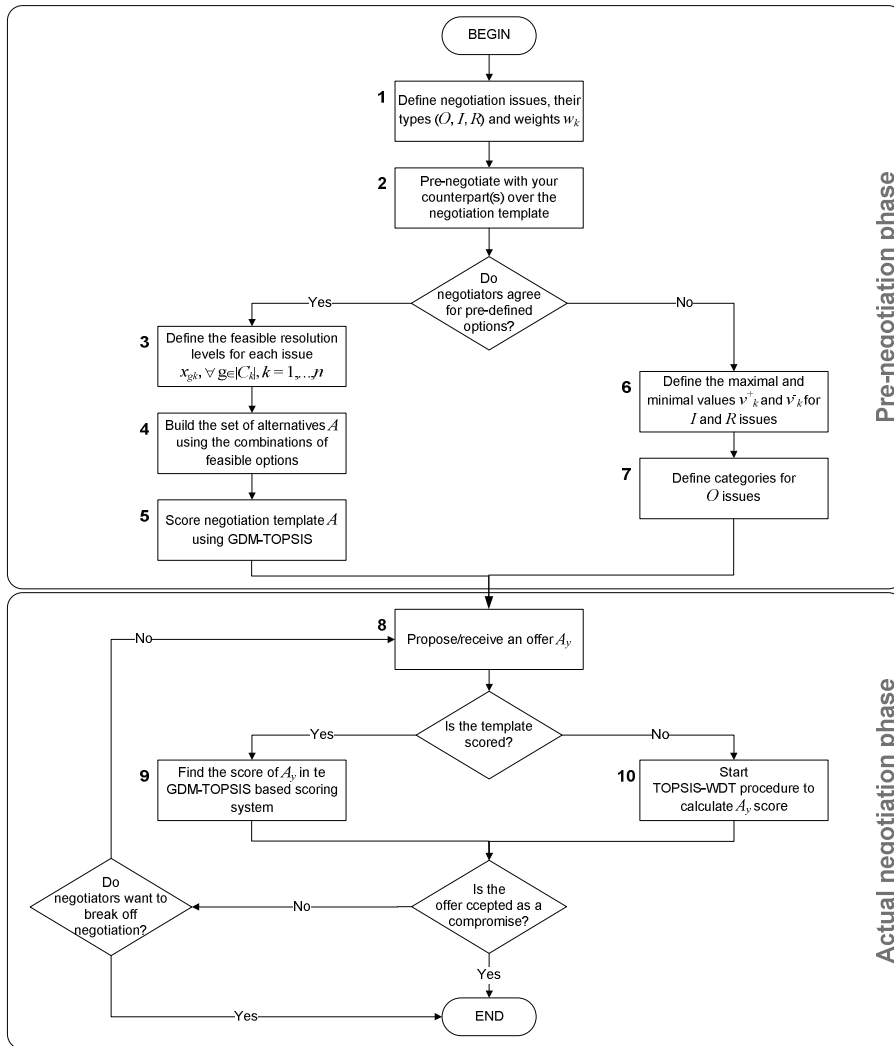 BEGIN
1
Define negotiation issues, their
types (O, I, R) and weights wₖ
2
Pre-negotiate with your
counterpart(s) over the
negotiation template
Do
negotiators agree
for pre-defined
options?
Yes
No
3
Define the feasible resolution
levels for each issue
x_gk, ∀ g∈|Cₖ|, k = 1,...,n
6
Define the maximal and
minimal values v⁺ₖ and v⁻ₖ for
I and R issues
4
Build the set of alternatives A
using the combinations of
feasible options
7
Define categories for
O issues
5
Score negotiation template A
using GDM-TOPSIS
Pre-negotiation phase
8
Propose/receive an offer A_y
No
Is the template
scored?
Yes
No
9
Find the score of A_y in te
GDM-TOPSIS based scoring
system
10
Start
TOPSIS-WDT procedure to
calculate A_y score
Do
negotiators want to
break off
negotiation?
No
Is the
offer ccepted as a
compromise?
Yes
Yes
END
Actual negotiation phase